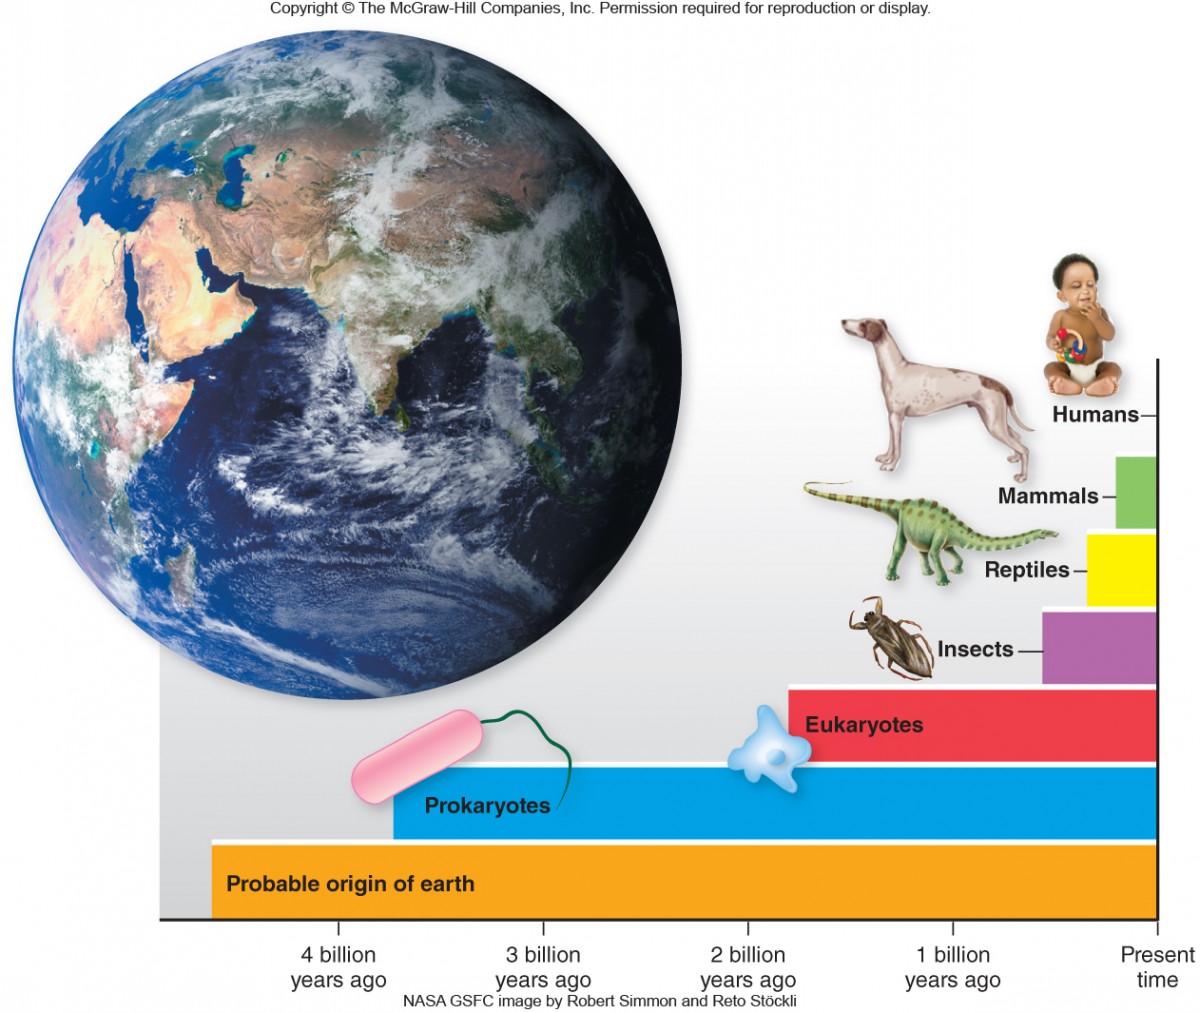 Copyright © The McGraw-Hill Companies, Inc. Permission required for reproduction or display.
Humans
Mammals
Reptiles
Insects
Eukaryotes
Prokaryotes
Probable origin of earth
4 billion
years ago
3 billion
years ago
2 billion
years ago
1 billion
years ago
Present
time
NASA GSFC image by Robert Simmon and Reto Stöckli